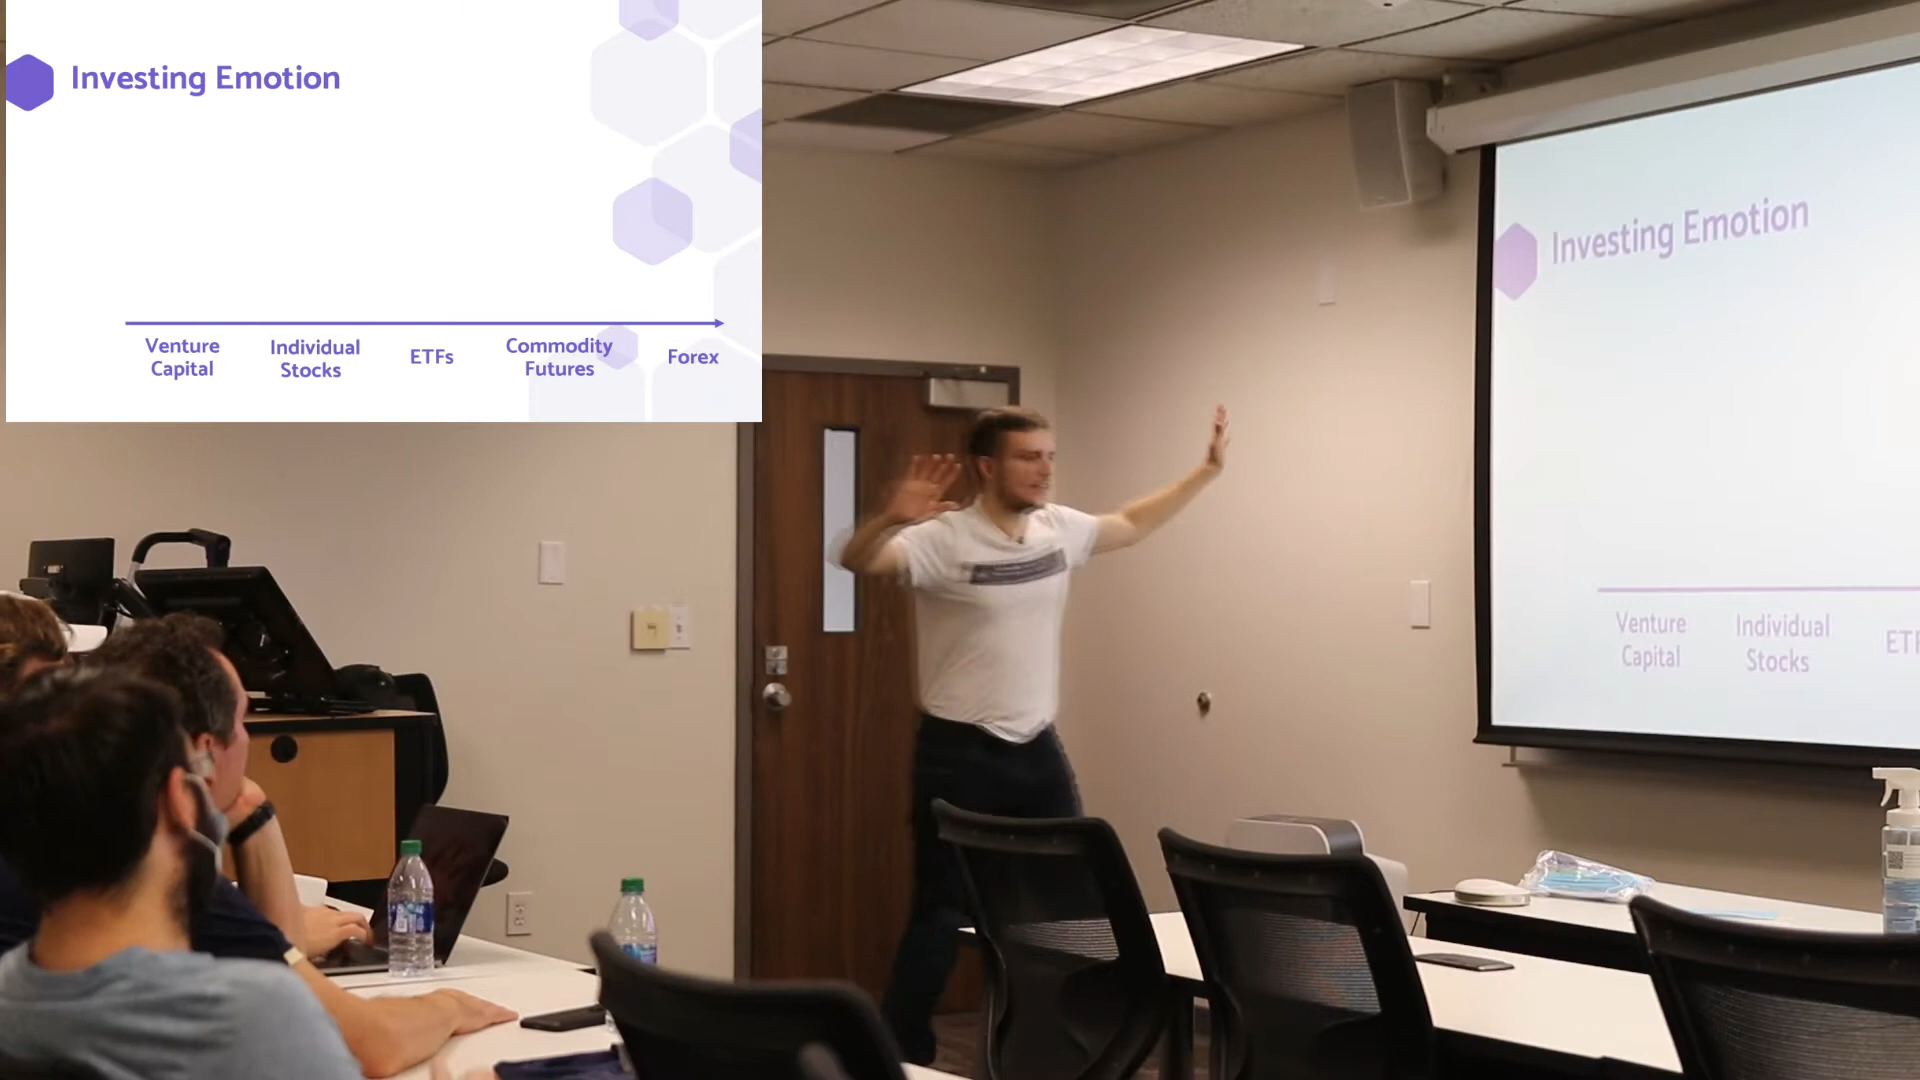 Investing Emotion
Venture
Capital
Individual
Stocks
ETFs
Commodity
Futures
Forex
Investing Emotion
Venture
Capital
Individual
Stocks